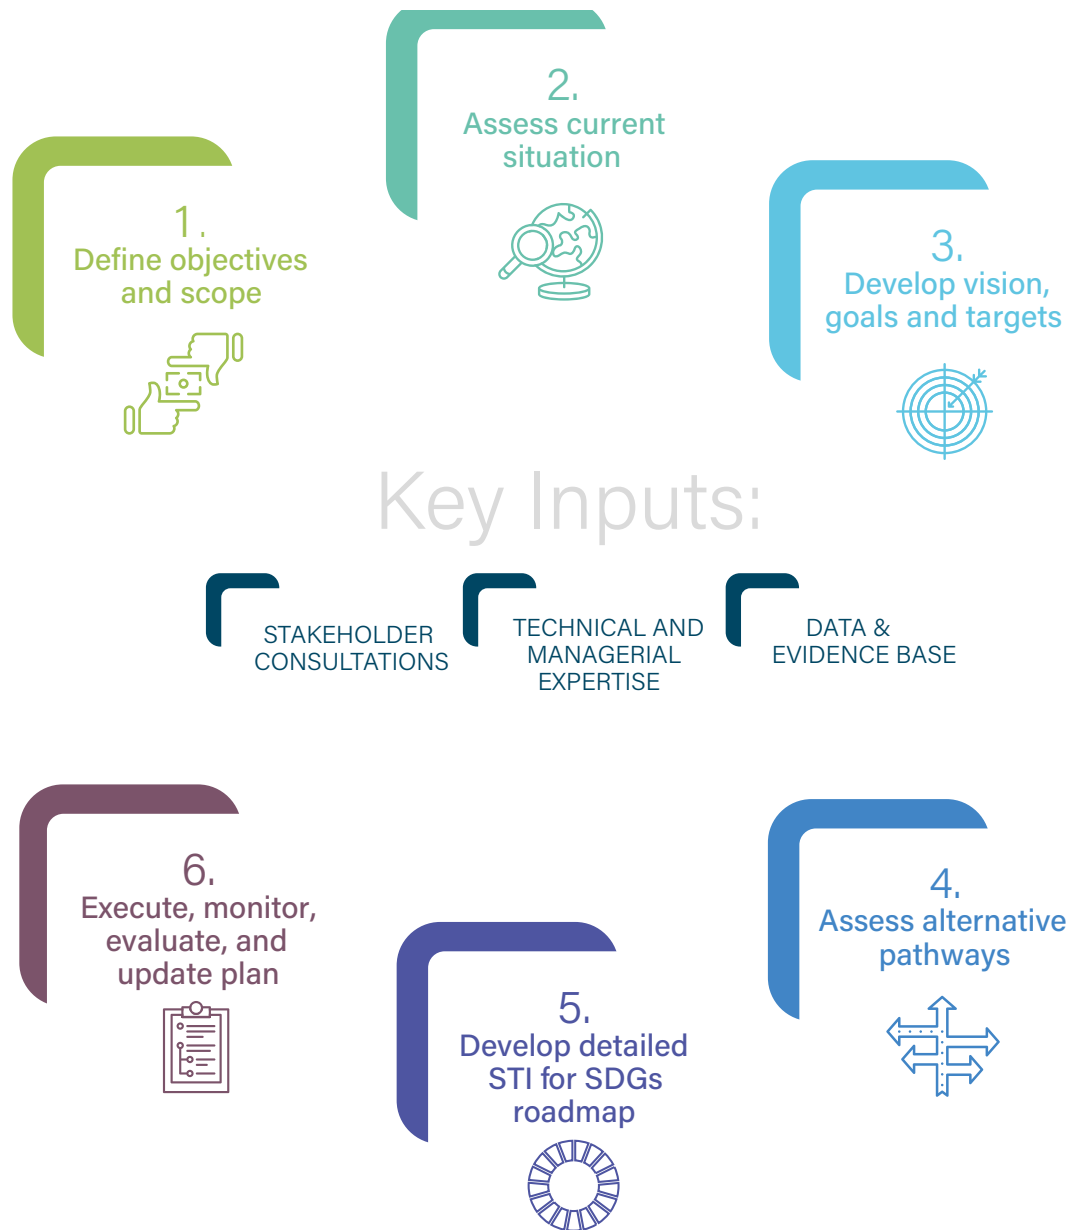 1.
Define objectives
and scope
2.
Assess current
situation
3.
Develop vision,
goals and targets
Key Inputs:
STAKEHOLDER
CONSULTATIONS
TECHNICAL AND
MANAGERIAL
EXPERTISE
DATA &
EVIDENCE BASE
4.
Assess alternative
pathways
5.
Develop detailed
STI for SDGs
roadmap
6.
Execute, monitor,
evaluate, and
update plan